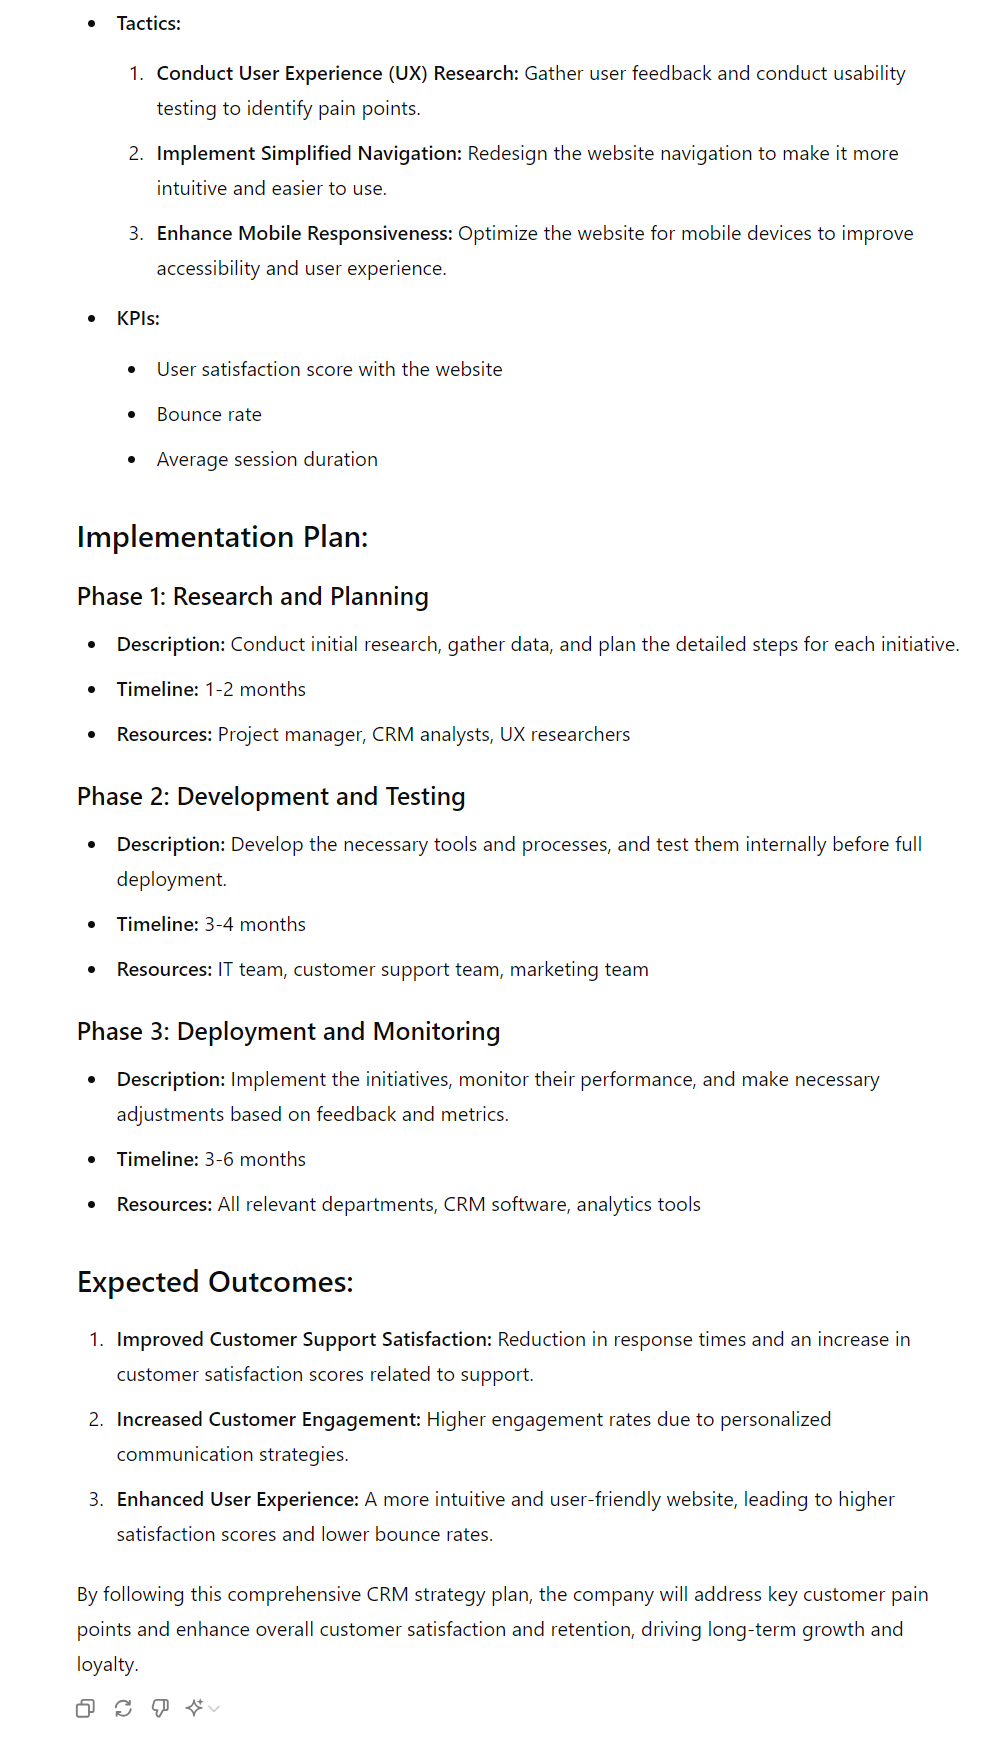 • Tactics:
1. Conduct User Experience (UX) Research: Gather user feedback and conduct usability
testing to identify pain points.
2. Implement Simplified Navigation: Redesign the website navigation to make it more
intuitive and easier to use.
3. Enhance Mobile Responsiveness: Optimize the website for mobile devices to improve
accessibility and user experience.
• KPIs:
• User satisfaction score with the website
• Bounce rate
• Average session duration
Implementation Plan:
Phase 1: Research and Planning
• Description: Conduct initial research, gather data, and plan the detailed steps for each initiative.
• Timeline: 1-2 months
• Resources: Project manager, CRM analysts, UX researchers
Phase 2: Development and Testing
• Description: Develop the necessary tools and processes, and test them internally before full
deployment.
• Timeline: 3-4 months
• Resources: IT team, customer support team, marketing team
Phase 3: Deployment and Monitoring
• Description: Implement the initiatives, monitor their performance, and make necessary
adjustments based on feedback and metrics.
• Timeline: 3-6 months
• Resources: All relevant departments, CRM software, analytics tools
Expected Outcomes:
1. Improved Customer Support Satisfaction: Reduction in response times and an increase in
customer satisfaction scores related to support.
2. Increased Customer Engagement: Higher engagement rates due to personalized
communication strategies.
3. Enhanced User Experience: A more intuitive and user-friendly website, leading to higher
satisfaction scores and lower bounce rates.
By following this comprehensive CRM strategy plan, the company will address key customer pain
points and enhance overall customer satisfaction and retention, driving long-term growth and
loyalty.